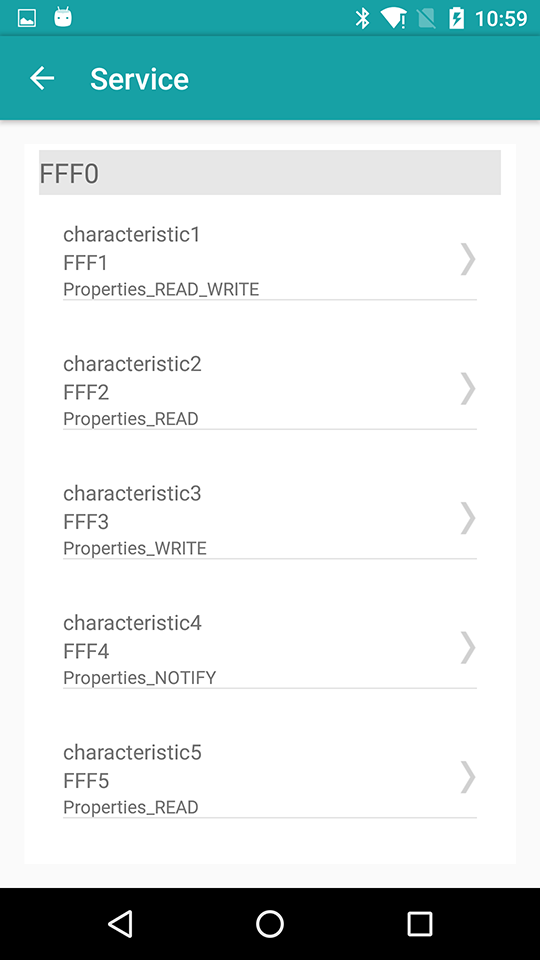 10:59
Service
FFF0
characteristic1
FFF1
Properties_READ_WRITE
characteristic2
FFF2
Properties_READ
characteristic3
FFF3
Properties_WRITE
characteristic4
FFF4
Properties_NOTIFY
characteristic5
FFF5
Properties_READ